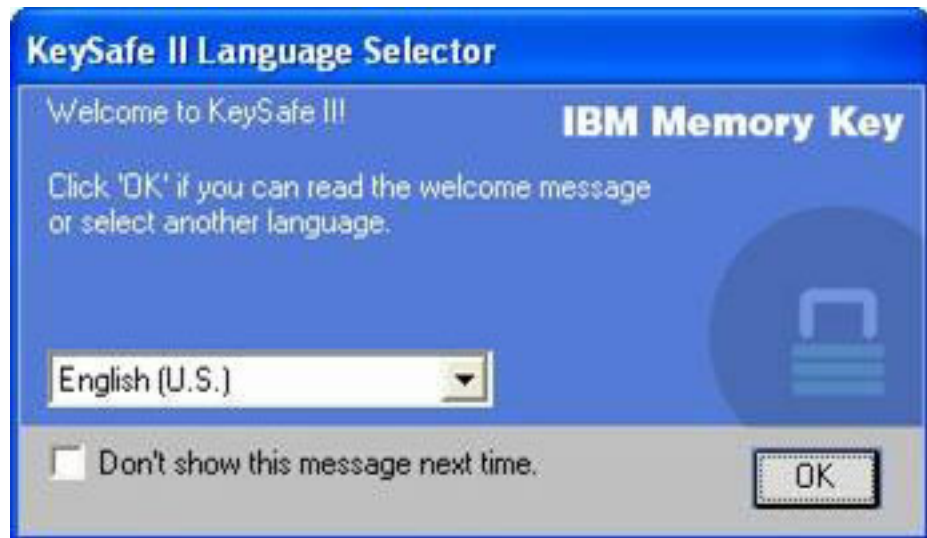 KeySafe II Language Selector
Welcome to KeySafe II!
IBM Memory Key
Click 'OK' if you can read the welcome message
or select another language.
English (U.S.)
Don't show this message next time.
OK